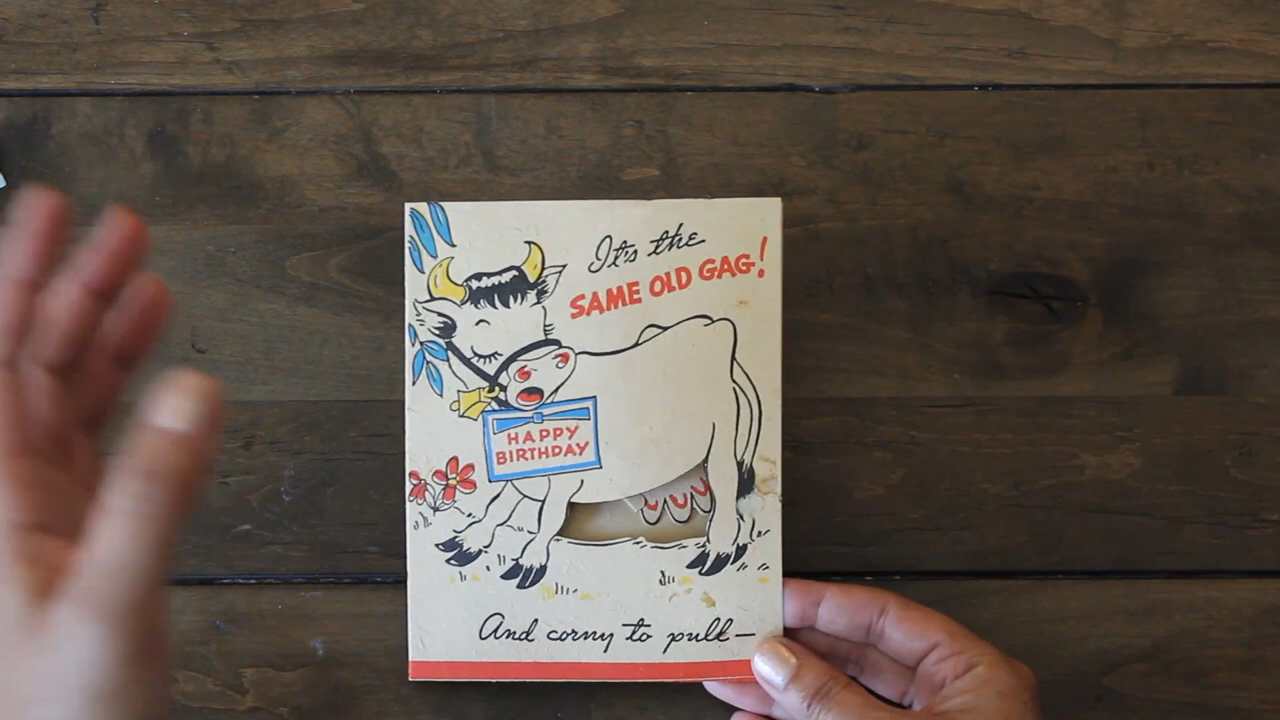 It's the
SAME OLD GAG!
HAPPY
BIRTHDAY
And corny to pull—